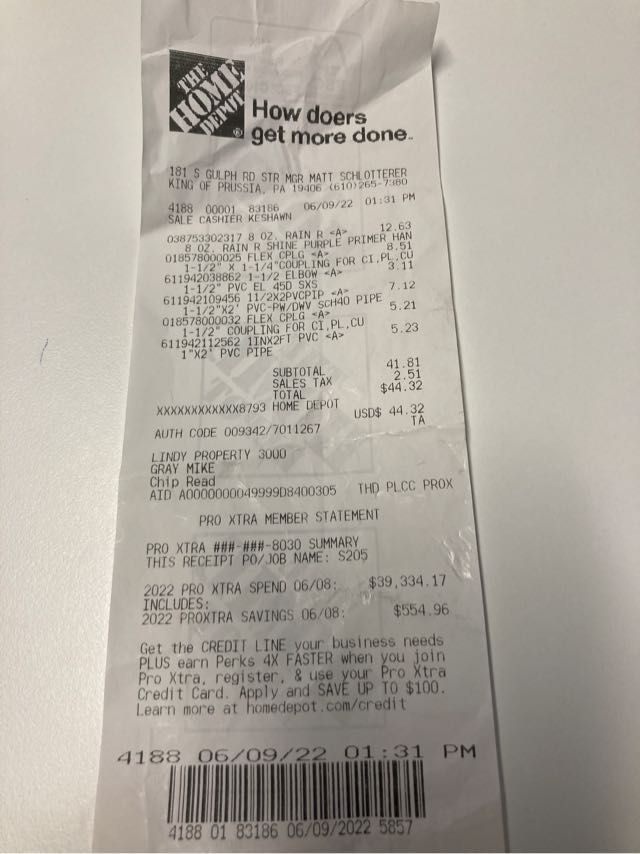 THE
HOME
DEPOT
How doers
get more done
181 S GULPH RD STR MGR MATT SCHLOTTERER
KING OF PRUSSIA, PA 19406 (610)265-7380
4188 00001 83186 06/09/22 01:31 PM
SALE CASHIER KESHAWN
038753302317 8 OZ. RAIN R <A> 12.63
8 OZ. RAIN R SHINE PURPLE PRIMER HAN
018578000025 FLEX CPLG <A> 8.51
1-1/2" X 1-1/4"COUPLING FOR CI,PL,CU
611942038862 1-1/2 ELBOW <A> 3.11
1-1/2" PVC EL 45D SXS
611942109456 11/2X2PVCPIP <A> 7.12
1-1/2"X2' PVC-PW/DWV SCH40 PIPE
018578000032 FLEX CPLG <A> 5.21
1-1/2" COUPLING FOR CI,PL,CU
611942112562 1INX2FT PVC <A> 5.23
1"X2' PVC PIPE
SUBTOTAL 41.81
SALES TAX 2.51
TOTAL $44.32
XXXXXXXXXXXX8793 HOME DEPOT
USD$ 44.32
TA
AUTH CODE 009342/7011267
LINDY PROPERTY 3000
GRAY MIKE
Chip Read
AID A0000000049999D8400305 THD PLCC PROX
PRO XTRA MEMBER STATEMENT
PRO XTRA ###-###-8030 SUMMARY
THIS RECEIPT PO/JOB NAME: S205
2022 PRO XTRA SPEND 06/08: $39,334.17
INCLUDES:
2022 PROXTRA SAVINGS 06/08: $554.96
Get the CREDIT LINE your business needs
PLUS earn Perks 4X FASTER when you join
Pro Xtra, register, & use your Pro Xtra
Credit Card. Apply and SAVE UP TO $100.
Learn more at homedepot.com/credit
4188 06/09/22 01:31 PM
4188 01 83186 06/09/2022 5857